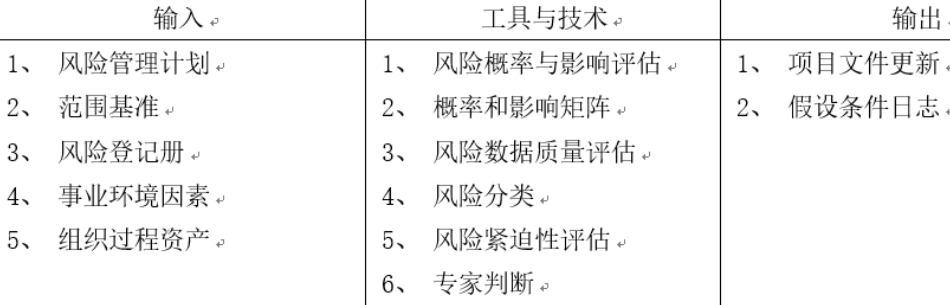 输入 工具与技术 输出
1、 风险管理计划 1、 风险概率与影响评估 1、 项目文件更新
2、 范围基准 2、 概率和影响矩阵 2、 假设条件日志
3、 风险登记册 3、 风险数据质量评估
4、 事业环境因素 4、 风险分类
5、 组织过程资产 5、 风险紧迫性评估
6、 专家判断